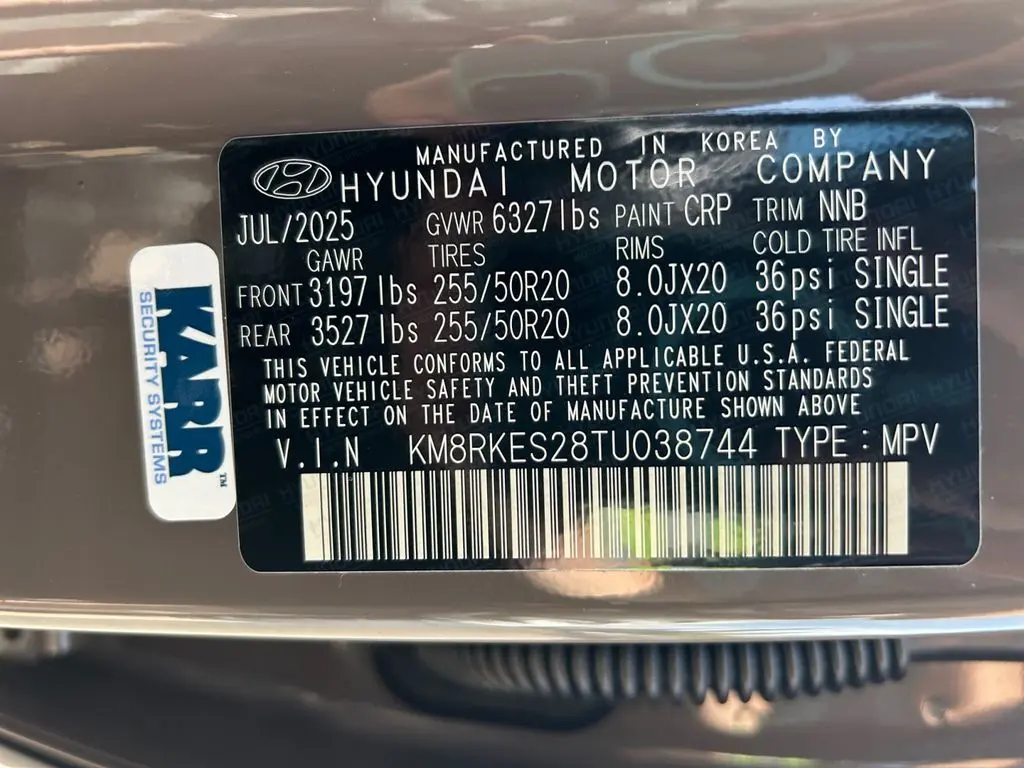 MANUFACTURED IN KOREA BY
HYUNDAI MOTOR COMPANY
JUL/2025 GVWR 6327lbs PAINT CRP TRIM NNB
GAWR TIRES RIMS COLD TIRE INFL
FRONT 3197lbs 255/50R20 8.0JX20 36psi SINGLE
REAR 3527lbs 255/50R20 8.0JX20 36psi SINGLE
THIS VEHICLE CONFORMS TO ALL APPLICABLE U.S.A. FEDERAL
MOTOR VEHICLE SAFETY AND THEFT PREVENTION STANDARDS
IN EFFECT ON THE DATE OF MANUFACTURE SHOWN ABOVE
V.I.N KM8RKES28TU038744 TYPE : MPV
KARR™
SECURITY SYSTEMS